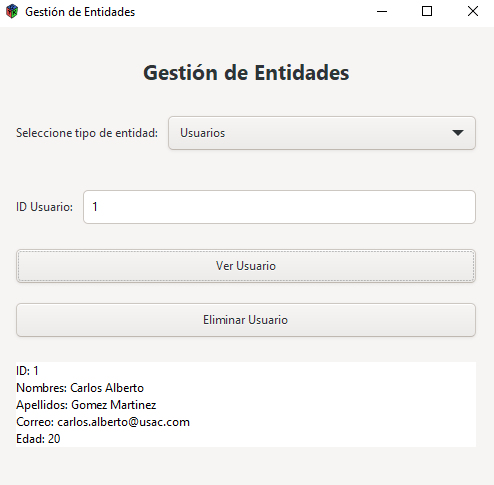 Gestión de Entidades
Gestión de Entidades
Seleccione tipo de entidad: Usuarios
ID Usuario: 1
Ver Usuario
Eliminar Usuario
ID: 1
Nombres: Carlos Alberto
Apellidos: Gomez Martinez
Correo: carlos.alberto@usac.com
Edad: 20